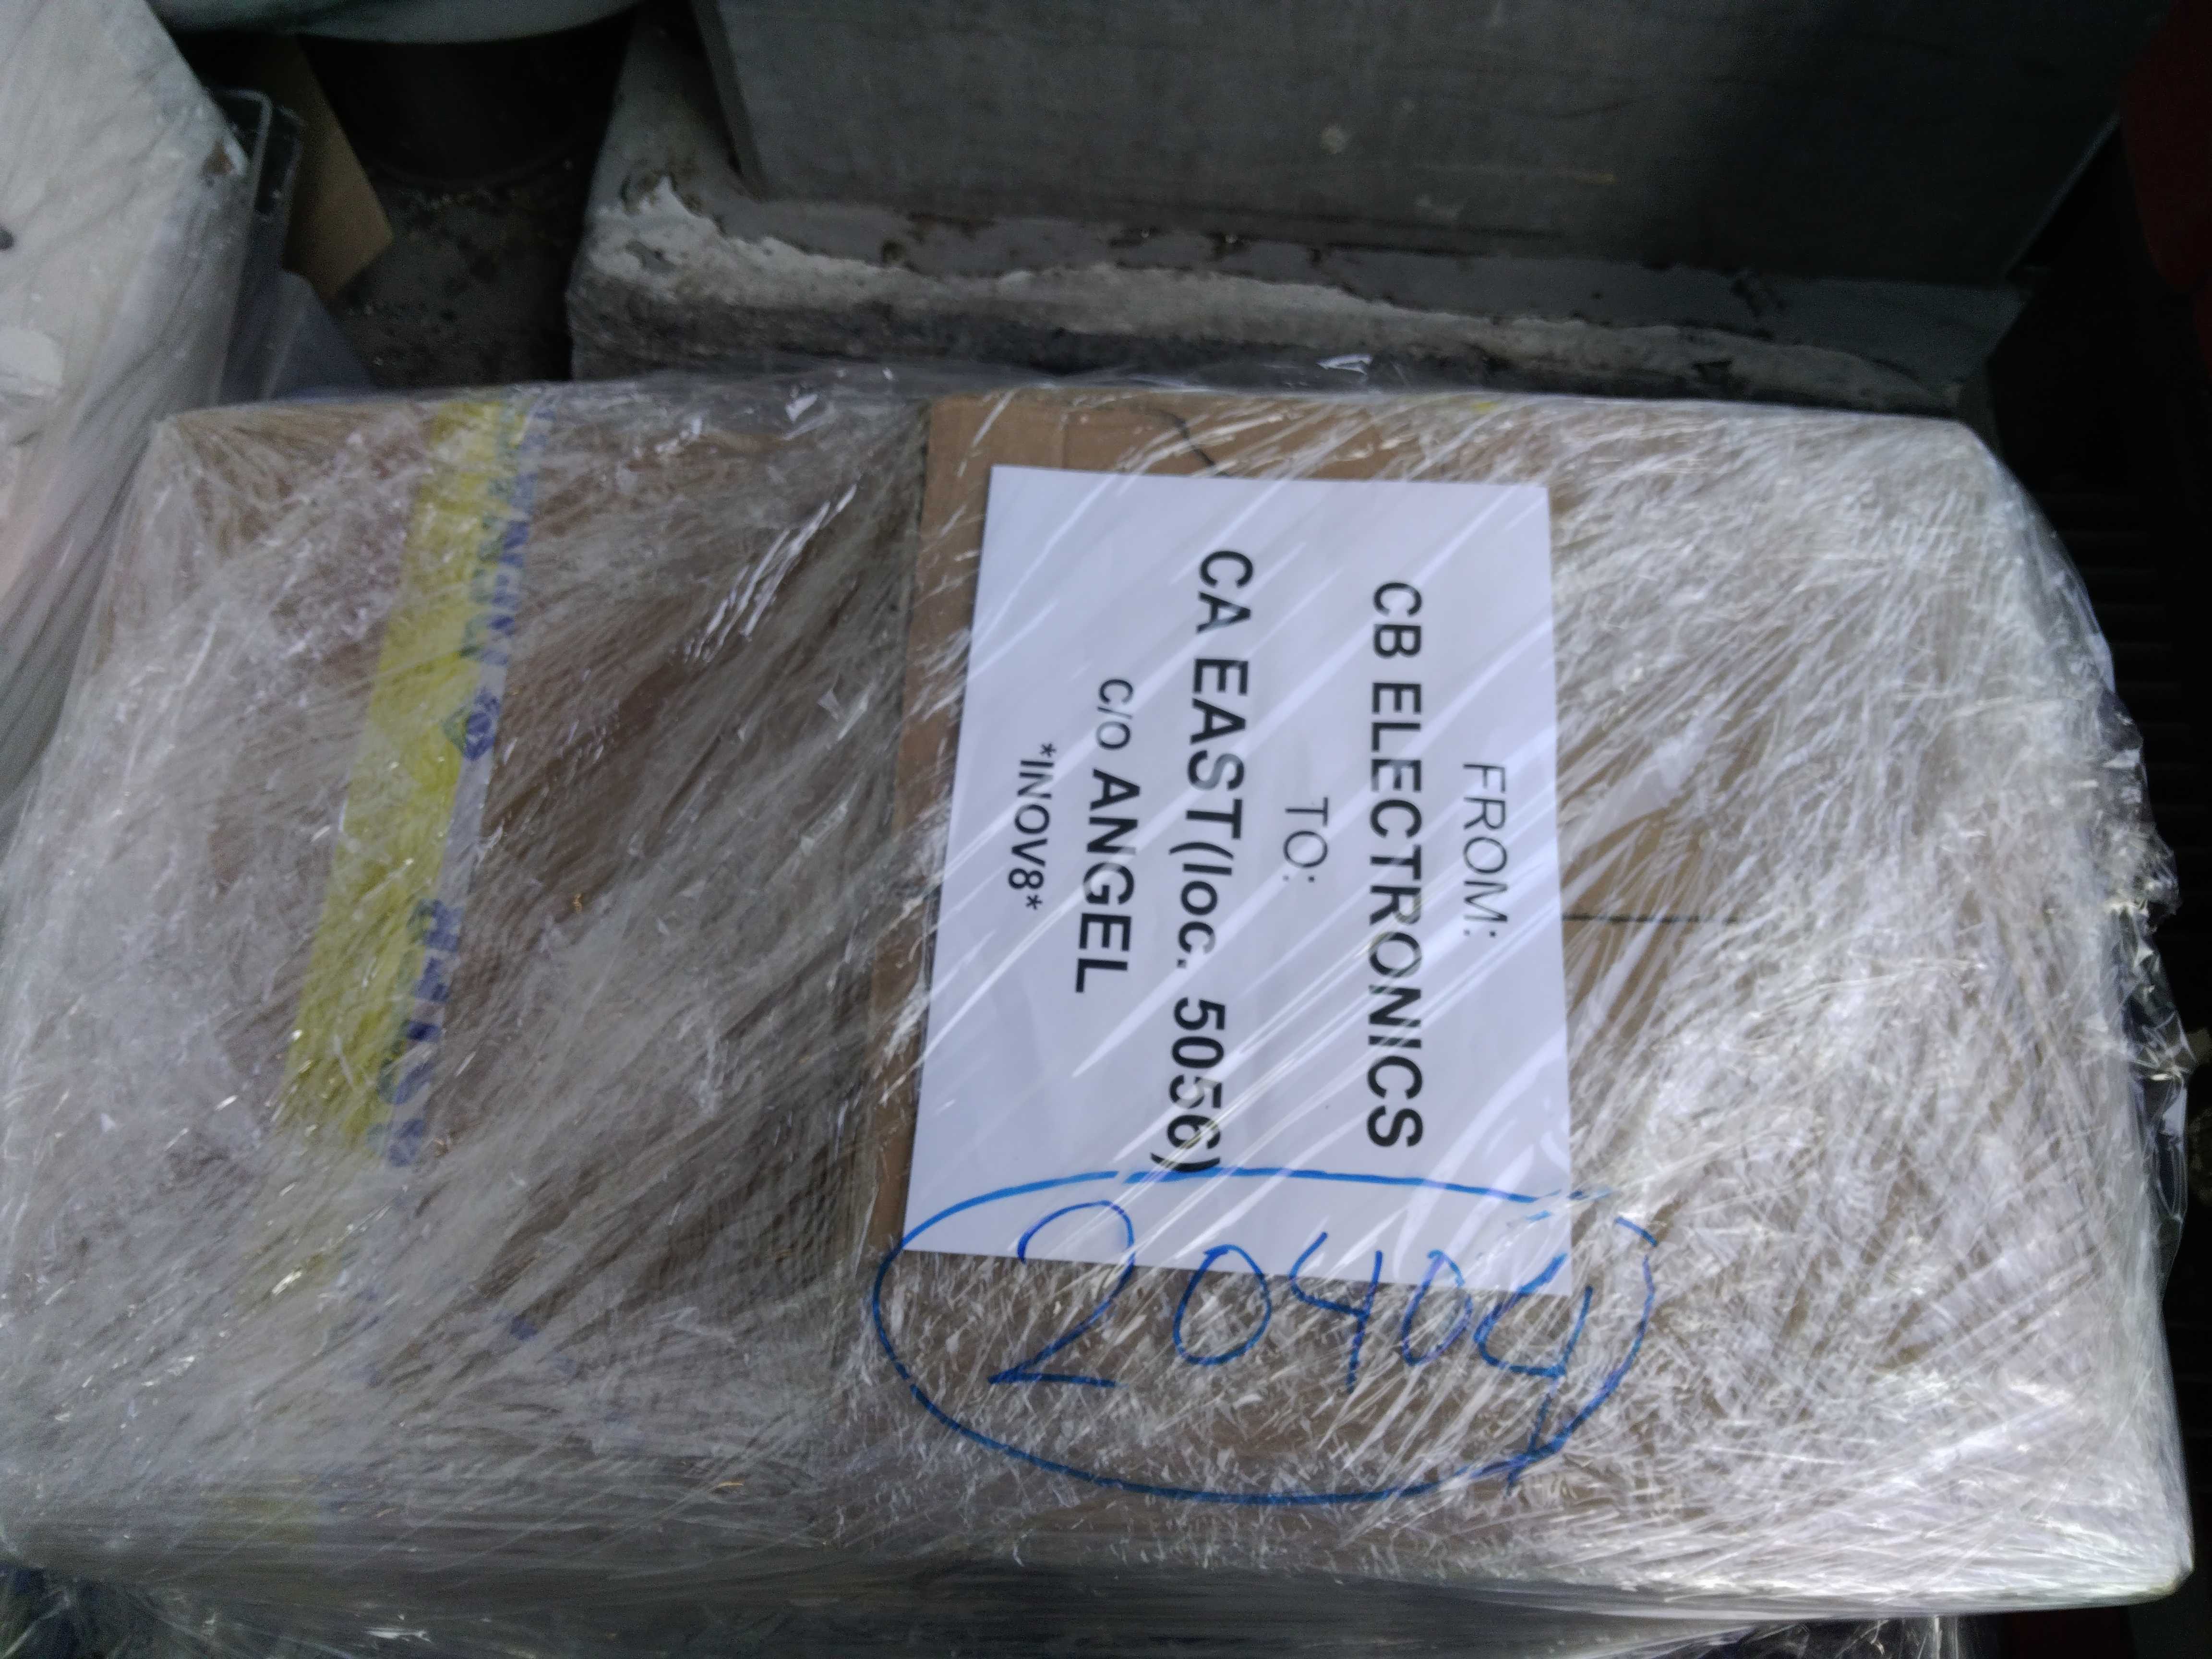 FROM:
CB ELECTRONICS
TO:
CA EAST(loc. 5056)
c/o ANGEL
*INOV8*
20404